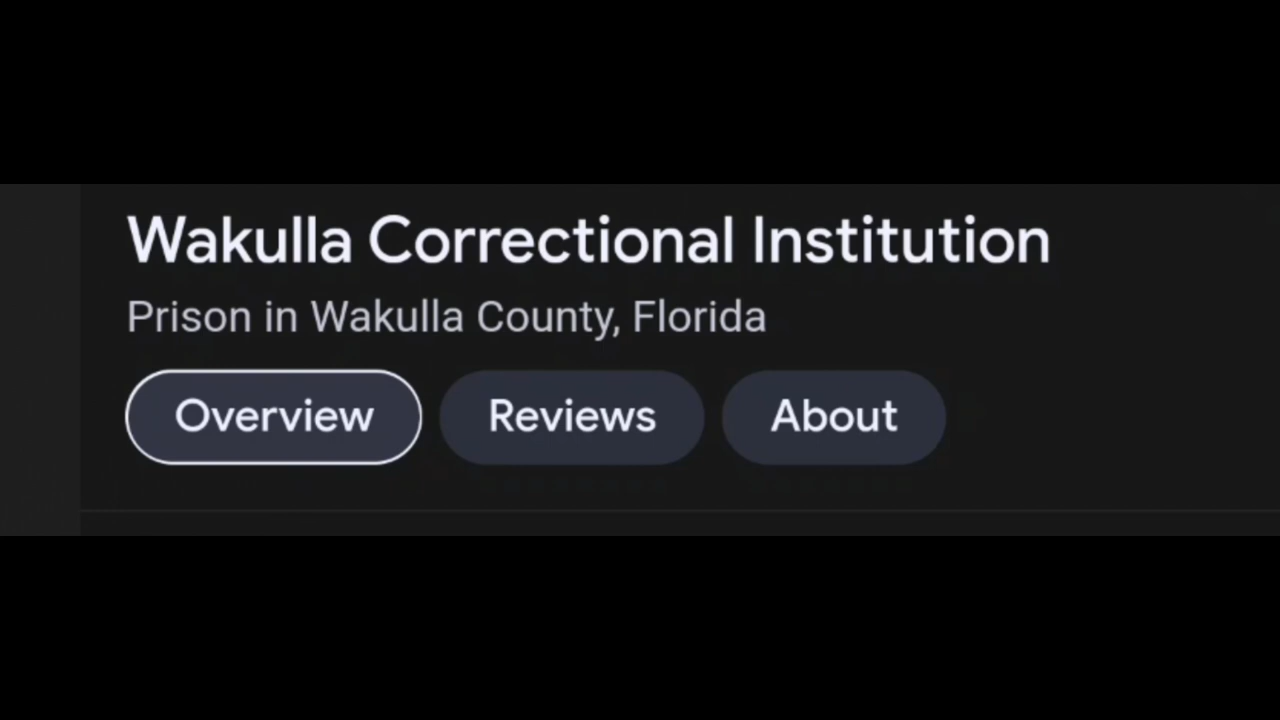 Wakulla Correctional Institution
Prison in Wakulla County, Florida
Overview Reviews About